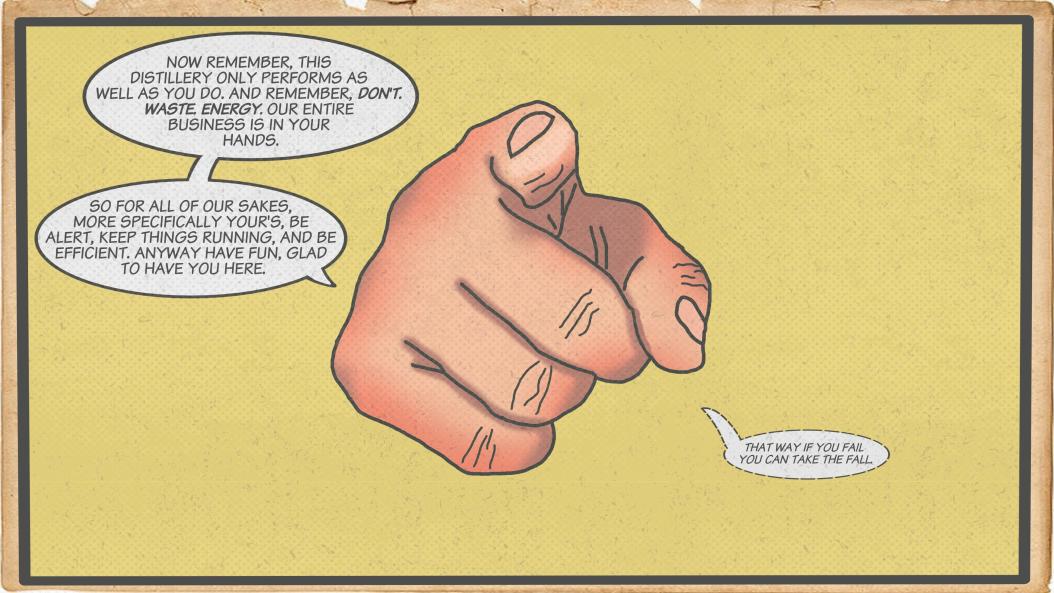 NOW REMEMBER, THIS
DISTILLERY ONLY PERFORMS AS
WELL AS YOU DO. AND REMEMBER, DON'T.
WASTE. ENERGY. OUR ENTIRE
BUSINESS IS IN YOUR
HANDS.
SO FOR ALL OF OUR SAKES,
MORE SPECIFICALLY YOUR'S, BE
ALERT, KEEP THINGS RUNNING, AND BE
EFFICIENT. ANYWAY HAVE FUN, GLAD
TO HAVE YOU HERE.
THAT WAY IF YOU FAIL
YOU CAN TAKE THE FALL.